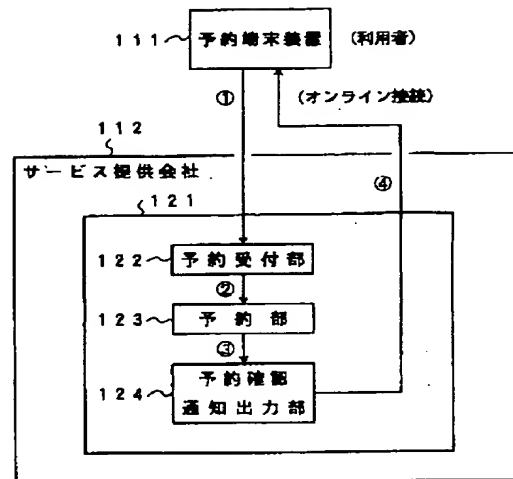 111 予約端末装置 (利用者)
① (オンライン接続)
112
④
サービス提供会社
121
122 予約受付部
②
123 予約部
③
124 予約確認
通知出力部